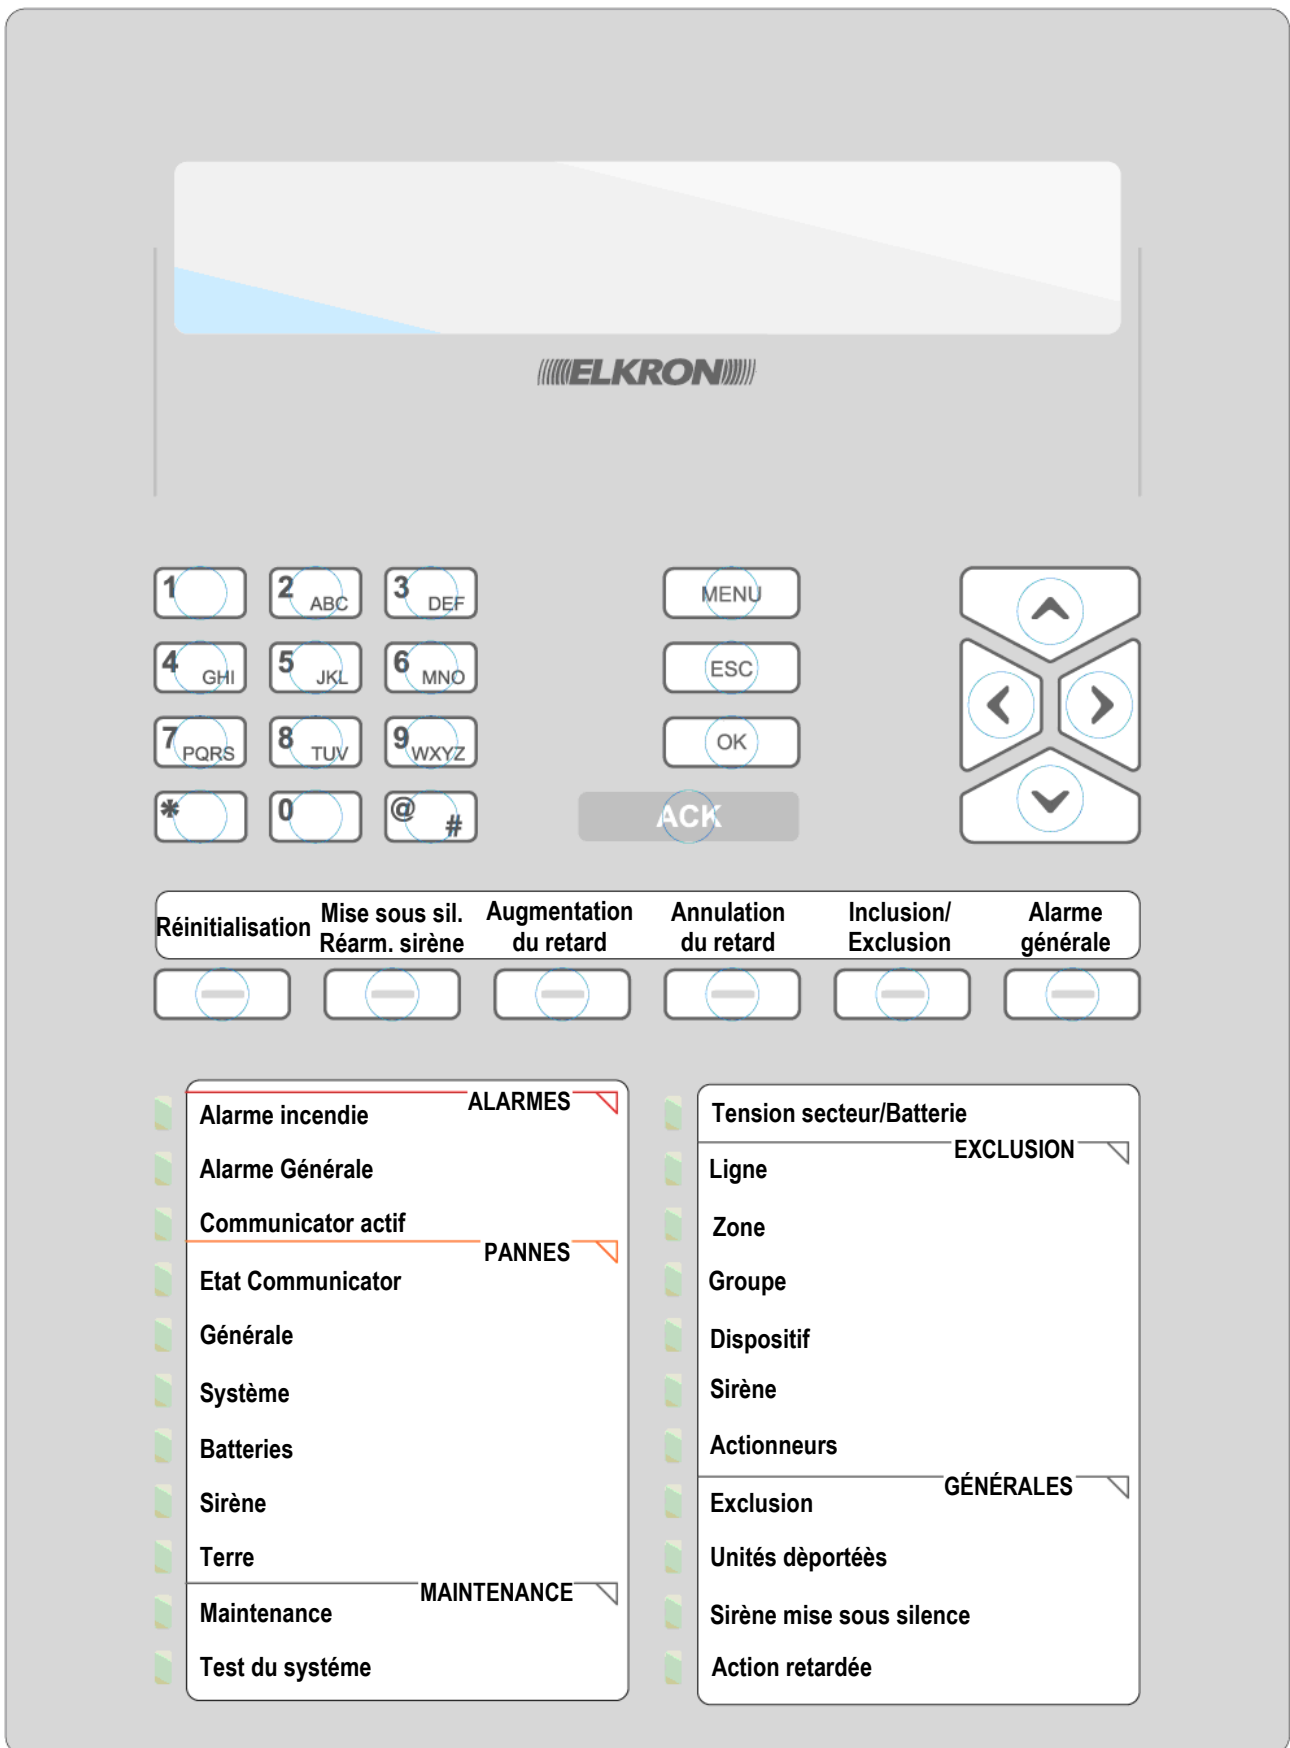 ELKRON
1
2 ABC
3 DEF
MENU
4 GHI
5 JKL
6 MNO
ESC
7 PQRS
8 TUV
9 WXYZ
OK
*
0
@ #
ACK
Réinitialisation
Mise sous sil.
Réarm. sirène
Augmentation
du retard
Annulation
du retard
Inclusion/
Exclusion
Alarme
générale
ALARMES
Alarme incendie
Alarme Générale
Communicator actif
PANNES
Etat Communicator
Générale
Système
Batteries
Sirène
Terre
MAINTENANCE
Maintenance
Test du systéme
Tension secteur/Batterie
EXCLUSION
Ligne
Zone
Groupe
Dispositif
Sirène
Actionneurs
GÉNÉRALES
Exclusion
Unités dèportéès
Sirène mise sous silence
Action retardée